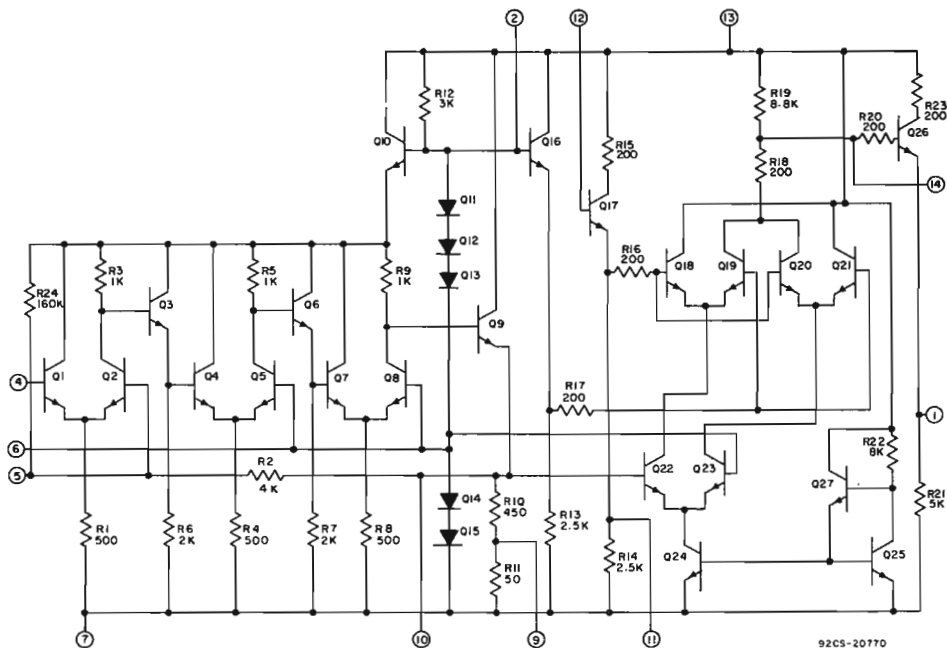 2
12
13
R12
3K
R19
8.8K
R23
200
R20
200
Q26
Q10
Q16
R15
200
R18
200
14
Q11
Q17
Q12
R3
1K
R5
1K
R9
1K
Q13
R16
200
Q18
Q19
Q20
Q21
R24
160K
Q3
Q6
Q9
4
Q1
Q2
Q4
Q5
Q7
Q8
R17
200
1
6
5
R2
4K
Q22
Q23
R22
8K
Q27
R21
5K
Q14
R10
450
R1
500
R6
2K
R4
500
R7
2K
R8
500
Q15
R13
2.5K
Q24
Q25
R11
50
R14
2.5K
7
10
9
11
92CS-20770